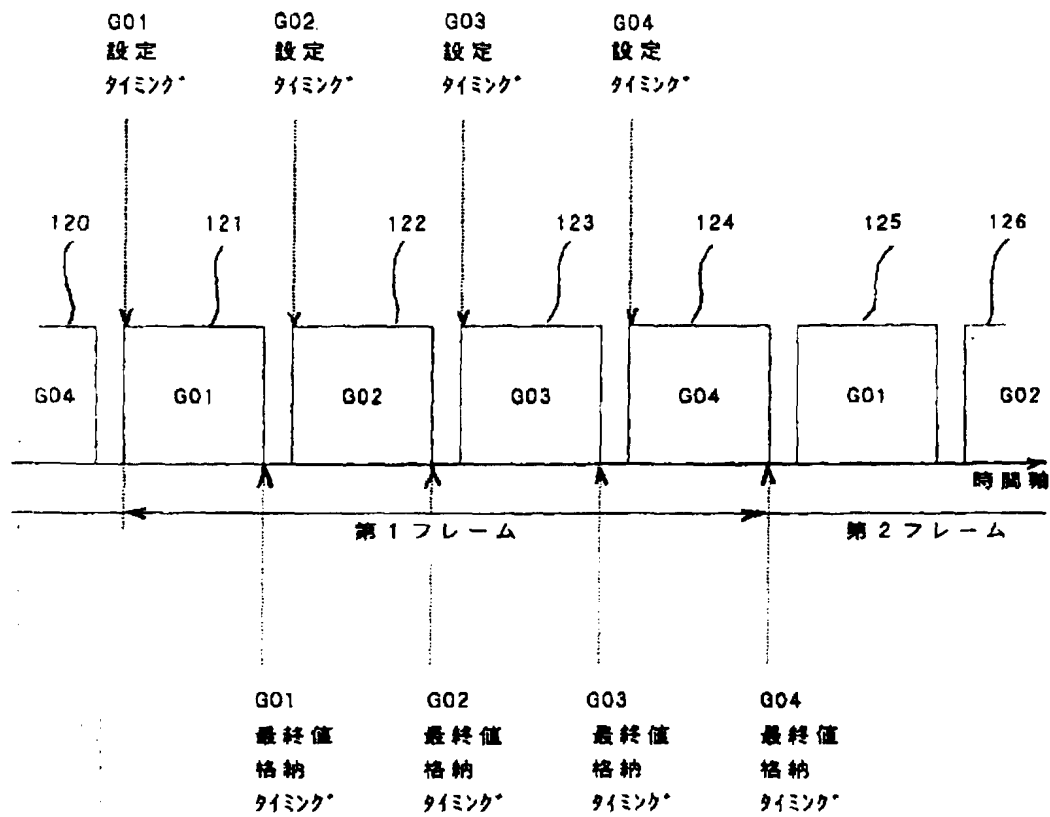 G01
設定
ﾀｲﾐﾝｸﾞ
G02.
設定
ﾀｲﾐﾝｸﾞ
G03
設定
ﾀｲﾐﾝｸﾞ
G04
設定
ﾀｲﾐﾝｸﾞ
120
121
122
123
124
125
126
G04
G01
G02
G03
G04
G01
G02
時間軸
第1フレーム
第2フレーム
G01
最終値
格納
ﾀｲﾐﾝｸﾞ
G02
最終値
格納
ﾀｲﾐﾝｸﾞ
G03
最終値
格納
ﾀｲﾐﾝｸﾞ
G04
最終値
格納
ﾀｲﾐﾝｸﾞ